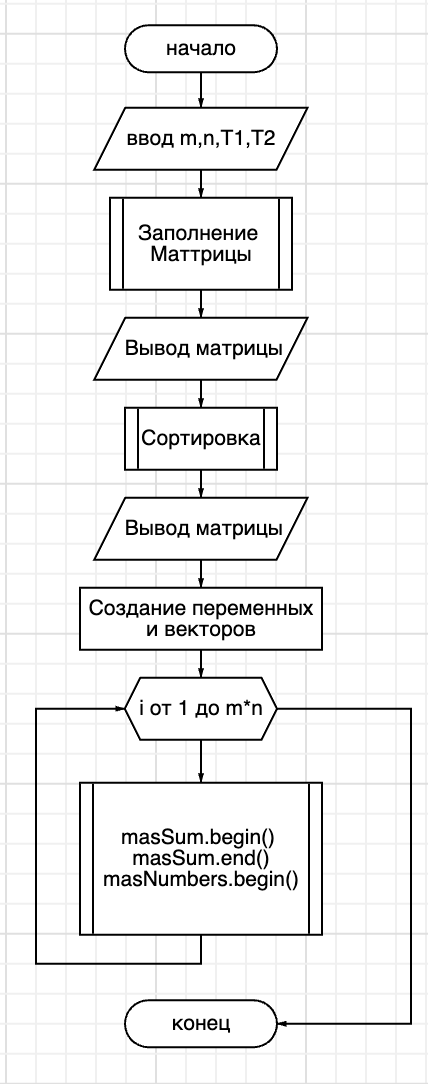 начало
ввод m,n,T1,T2
Заполнение
Маттрицы
Вывод матрицы
Сортировка
Вывод матрицы
Создание переменных
и векторов
i от 1 до m*n
masSum.begin()
masSum.end()
masNumbers.begin()
конец